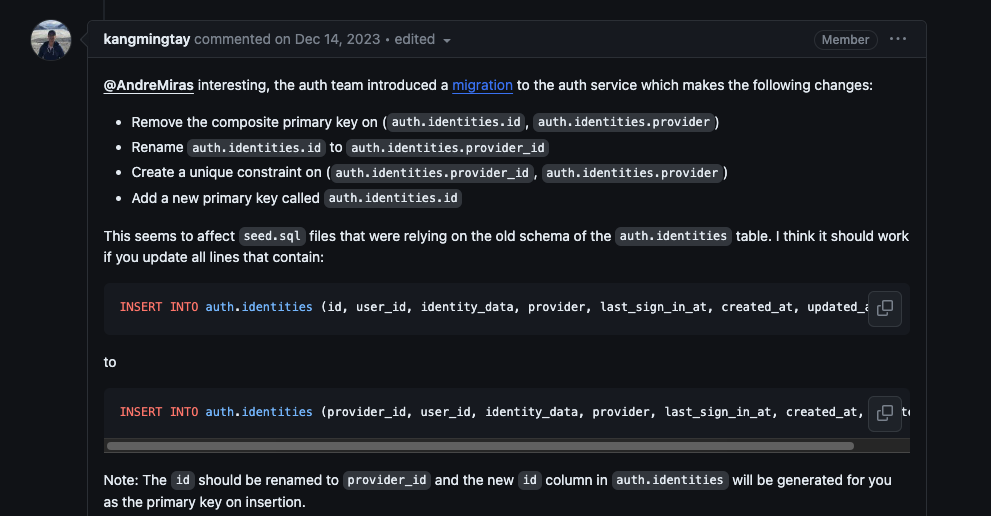 kangmingtay commented on Dec 14, 2023 • edited
Member
@AndreMiras interesting, the auth team introduced a migration to the auth service which makes the following changes:
• Remove the composite primary key on (auth.identities.id, auth.identities.provider)
• Rename auth.identities.id to auth.identities.provider_id
• Create a unique constraint on (auth.identities.provider_id, auth.identities.provider)
• Add a new primary key called auth.identities.id
This seems to affect seed.sql files that were relying on the old schema of the auth.identities table. I think it should work
if you update all lines that contain:
INSERT INTO auth.identities (id, user_id, identity_data, provider, last_sign_in_at, created_at,
to
INSERT INTO auth.identities (provider_id, user_id, identity_data, provider, last_sign_in_at, created_at,
Note: The id should be renamed to provider_id and the new id column in auth.identities will be generated for you
as the primary key on insertion.